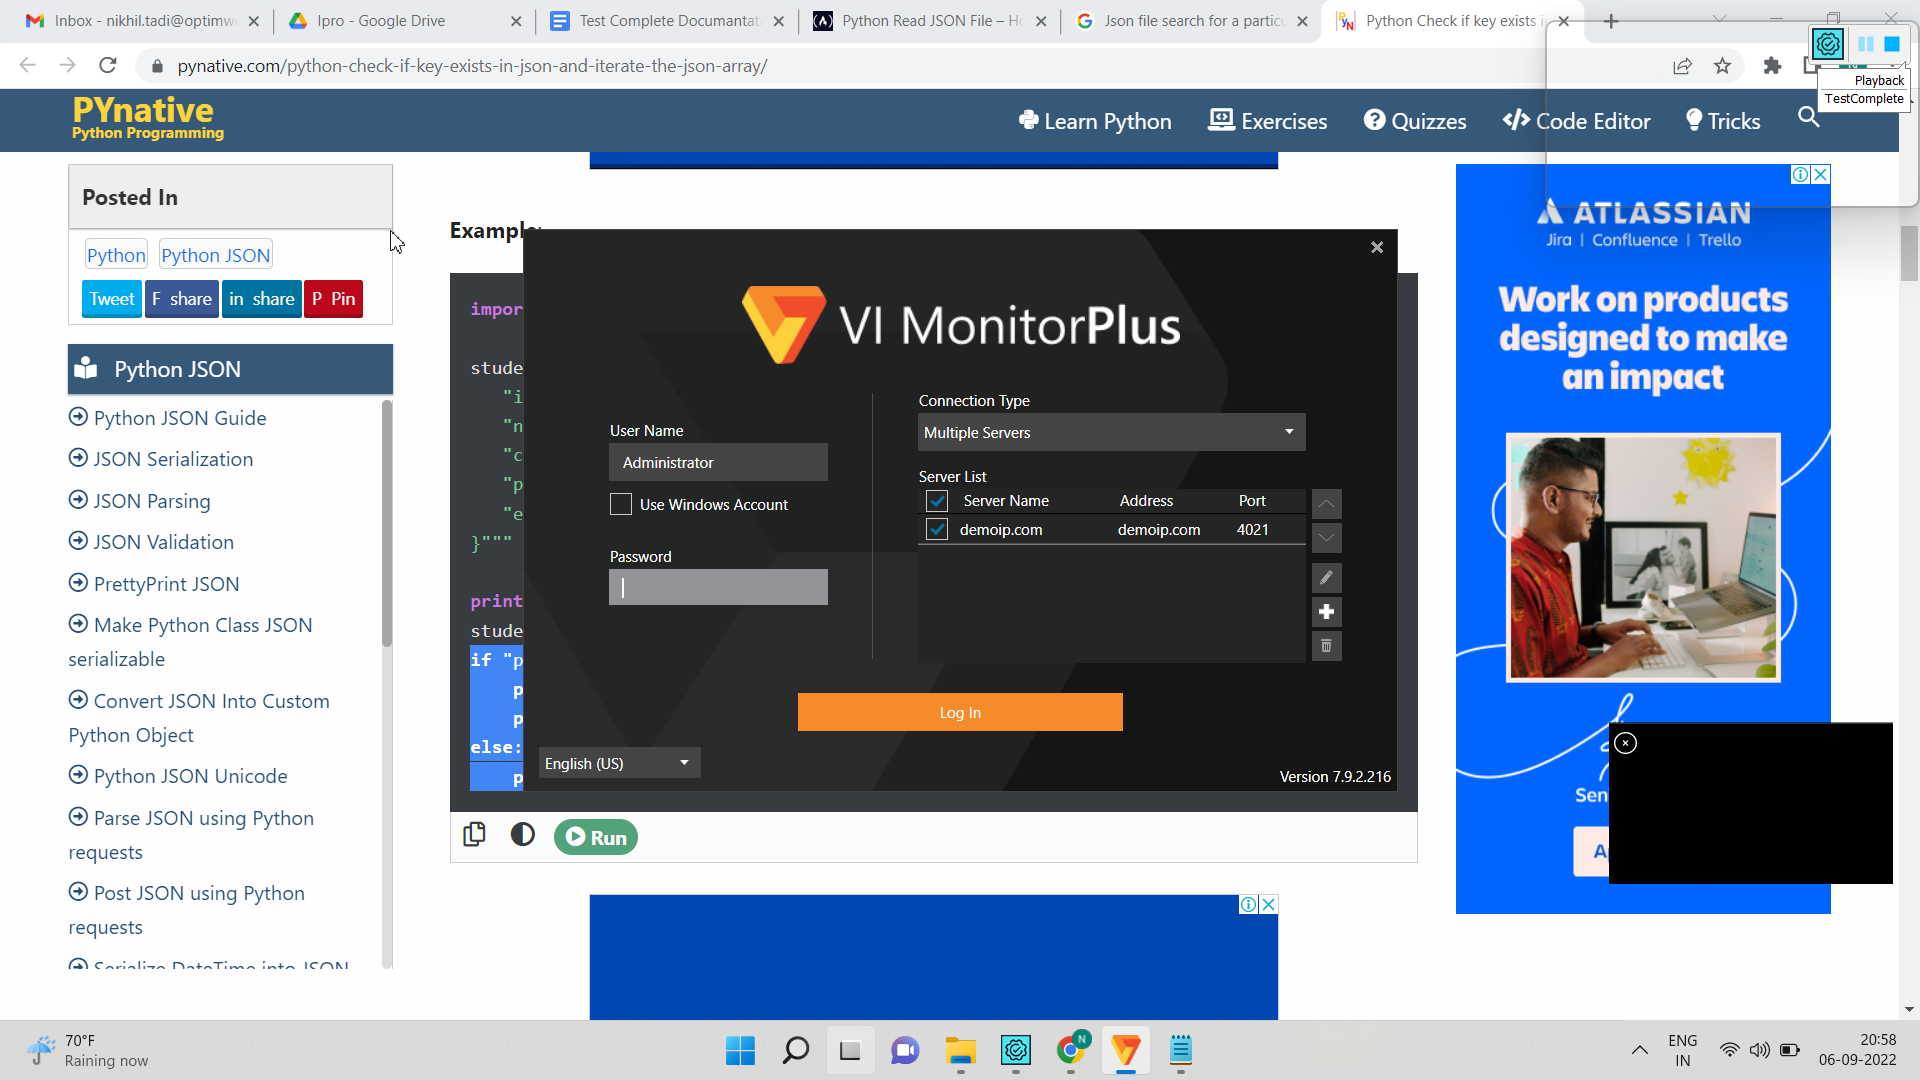 Inbox - nikhil.tadi@optimw
Ipro - Google Drive
Test Complete Documantat
Python Read JSON File – Ho
Json file search for a particu
Python Check if key exists i
pynative.com/python-check-if-key-exists-in-json-and-iterate-the-json-array/
Playback
TestComplete
PYnative
Python Programming
Learn Python
Exercises
Quizzes
Code Editor
Tricks
Posted In
Python
Python JSON
Tweet
F share
in share
P Pin
Python JSON
Python JSON Guide
JSON Serialization
JSON Parsing
JSON Validation
PrettyPrint JSON
Make Python Class JSON
serializable
Convert JSON Into Custom
Python Object
Python JSON Unicode
Parse JSON using Python
requests
Post JSON using Python
requests
Serialize DateTime into JSON
Example:
impor
stude
"i
"n
"c
"p
"e
}"""
print
stude
if "p
p
p
else:
p
Run
VI MonitorPlus
User Name
Administrator
Use Windows Account
Password
Connection Type
Multiple Servers
Server List
Server Name Address Port
demoip.com demoip.com 4021
Log In
English (US)
Version 7.9.2.216
ATLASSIAN
Jira | Confluence | Trello
Work on products
designed to make
an impact
Sen
A
70°F
Raining now
N
ENG
IN
20:58
06-09-2022